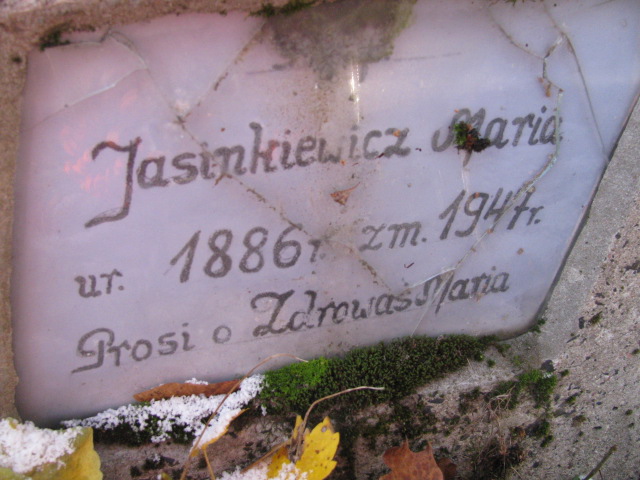 Jasinkiewicz Maria
ur. 1886 r. zm. 1947 r.
Prosi o Zdrowaś Maria